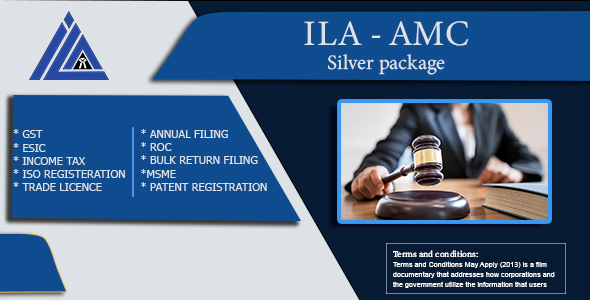 ILA
ILA - AMC
Silver package
* GST
* ESIC
* INCOME TAX
* ISO REGISTERATION
* TRADE LICENCE
* ANNUAL FILING
* ROC
* BULK RETURN FILING
*MSME
* PATENT REGISTRATION
Terms and conditions:
Terms and Conditions May Apply (2013) is a film
documentary that addresses how corporations and
the government utilize the information that users